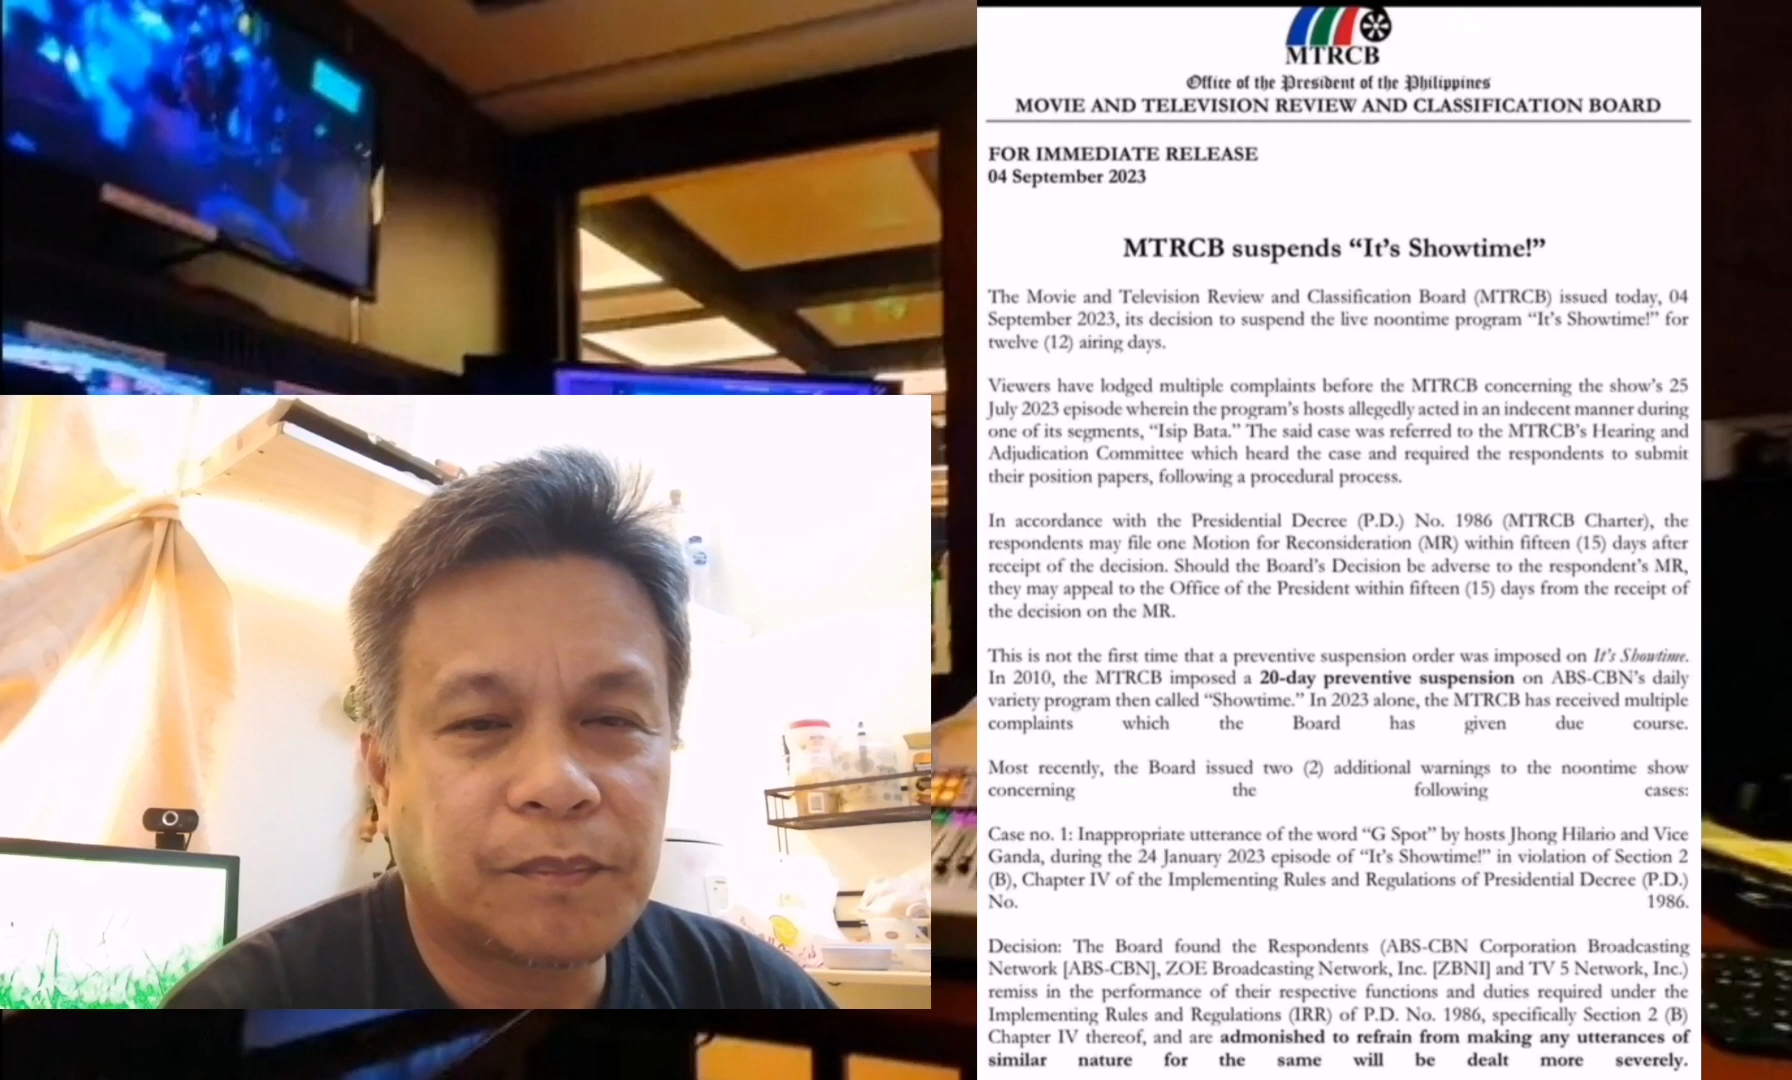 MTRCB
Office of the President of the Philippines
MOVIE AND TELEVISION REVIEW AND CLASSIFICATION BOARD
FOR IMMEDIATE RELEASE
04 September 2023
MTRCB suspends “It’s Showtime!”
The Movie and Television Review and Classification Board (MTRCB) issued today, 04
September 2023, its decision to suspend the live noontime program “It’s Showtime!” for
twelve (12) airing days.
Viewers have lodged multiple complaints before the MTRCB concerning the show’s 25
July 2023 episode wherein the program’s hosts allegedly acted in an indecent manner during
one of its segments, “Isip Bata.” The said case was referred to the MTRCB’s Hearing and
Adjudication Committee which heard the case and required the respondents to submit
their position papers, following a procedural process.
In accordance with the Presidential Decree (P.D.) No. 1986 (MTRCB Charter), the
respondents may file one Motion for Reconsideration (MR) within fifteen (15) days after
receipt of the decision. Should the Board’s Decision be adverse to the respondent’s MR,
they may appeal to the Office of the President within fifteen (15) days from the receipt of
the decision on the MR.
This is not the first time that a preventive suspension order was imposed on It’s Showtime.
In 2010, the MTRCB imposed a 20-day preventive suspension on ABS-CBN’s daily
variety program then called “Showtime.” In 2023 alone, the MTRCB has received multiple
complaints which the Board has given due course.
Most recently, the Board issued two (2) additional warnings to the noontime show
concerning the following cases:
Case no. 1: Inappropriate utterance of the word “G Spot” by hosts Jhong Hilario and Vice
Ganda, during the 24 January 2023 episode of “It’s Showtime!” in violation of Section 2
(B), Chapter IV of the Implementing Rules and Regulations of Presidential Decree (P.D.)
No. 1986.
Decision: The Board found the Respondents (ABS-CBN Corporation Broadcasting
Network [ABS-CBN], ZOE Broadcasting Network, Inc. [ZBNI] and TV 5 Network, Inc.)
remiss in the performance of their respective functions and duties required under the
Implementing Rules and Regulations (IRR) of P.D. No. 1986, specifically Section 2 (B)
Chapter IV thereof, and are admonished to refrain from making any utterances of
similar nature for the same will be dealt more severely.